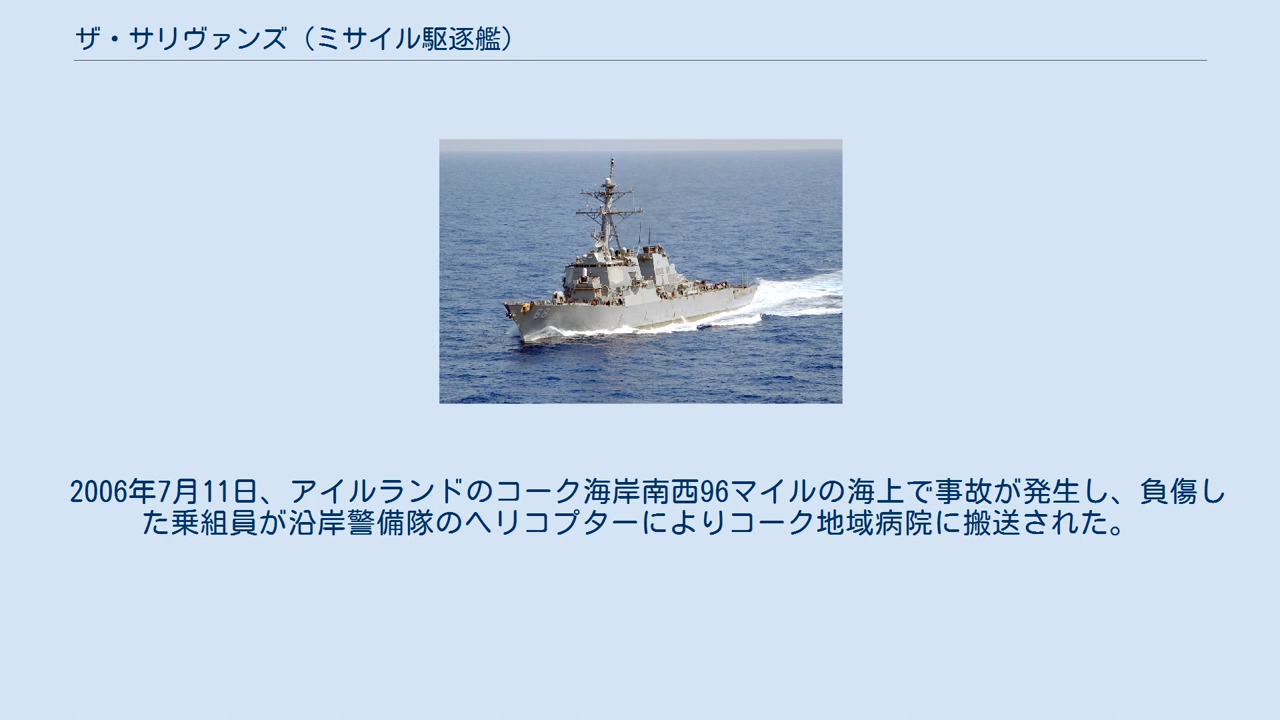 ザ・サリヴァンズ（ミサイル駆逐艦）
2006年7月11日、アイルランドのコーク海岸南西96マイルの海上で事故が発生し、負傷し
た乗組員が沿岸警備隊のヘリコプターによりコーク地域病院に搬送された。